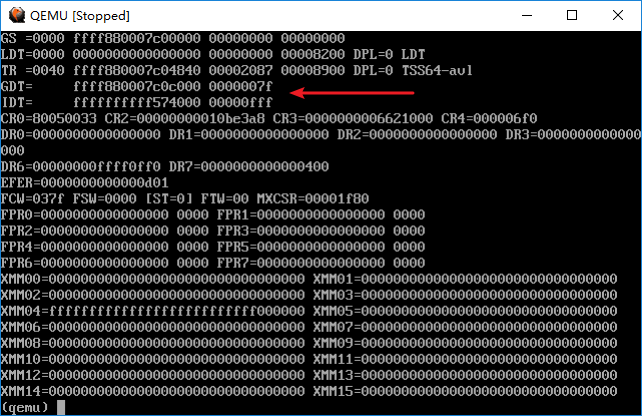 QEMU [Stopped]
GS =0000 ffff880007c00000 00000000 00000000
LDT=0000 0000000000000000 00000000 00008200 DPL=0 LDT
TR =0040 ffff880007c04840 00002087 00008900 DPL=0 TSS64-avl
GDT=     ffff880007c0c000 0000007f
IDT=     ffffffffff574000 00000fff
CR0=80050033 CR2=00000000010be3a8 CR3=0000000006621000 CR4=000006f0
DR0=0000000000000000 DR1=0000000000000000 DR2=0000000000000000 DR3=0000000000000
000
DR6=00000000ffff0ff0 DR7=0000000000000400
EFER=0000000000000d01
FCW=037f FSW=0000 [ST=0] FTW=00 MXCSR=00001f80
FPR0=0000000000000000 0000 FPR1=0000000000000000 0000
FPR2=0000000000000000 0000 FPR3=0000000000000000 0000
FPR4=0000000000000000 0000 FPR5=0000000000000000 0000
FPR6=0000000000000000 0000 FPR7=0000000000000000 0000
XMM00=00000000000000000000000000000000 XMM01=00000000000000000000000000000000
XMM02=00000000000000000000000000000000 XMM03=00000000000000000000000000000000
XMM04=ffffffffffffffffffffffffff000000 XMM05=00000000000000000000000000000000
XMM06=00000000000000000000000000000000 XMM07=00000000000000000000000000000000
XMM08=00000000000000000000000000000000 XMM09=00000000000000000000000000000000
XMM10=00000000000000000000000000000000 XMM11=00000000000000000000000000000000
XMM12=00000000000000000000000000000000 XMM13=00000000000000000000000000000000
XMM14=00000000000000000000000000000000 XMM15=00000000000000000000000000000000
(qemu)